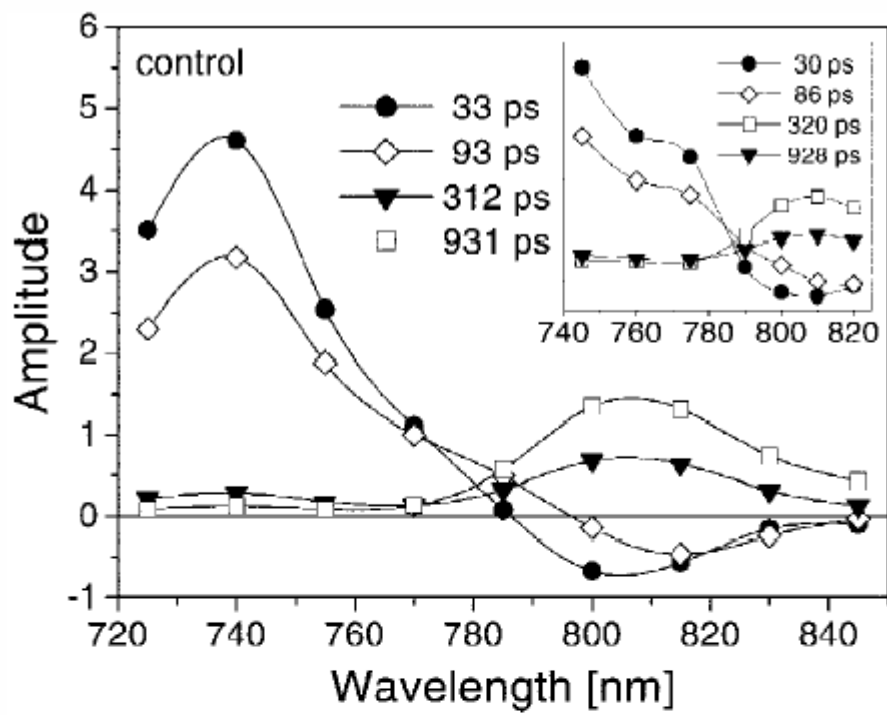 6
5
4
3
2
1
0
-1
Amplitude
control
33 ps
93 ps
312 ps
931 ps
30 ps
86 ps
320 ps
928 ps
740 760 780 800 820
720 740 760 780 800 820 840
Wavelength [nm]